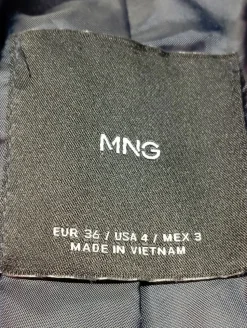 MNG
EUR 36 / USA 4 / MEX 3
MADE IN VIETNAM